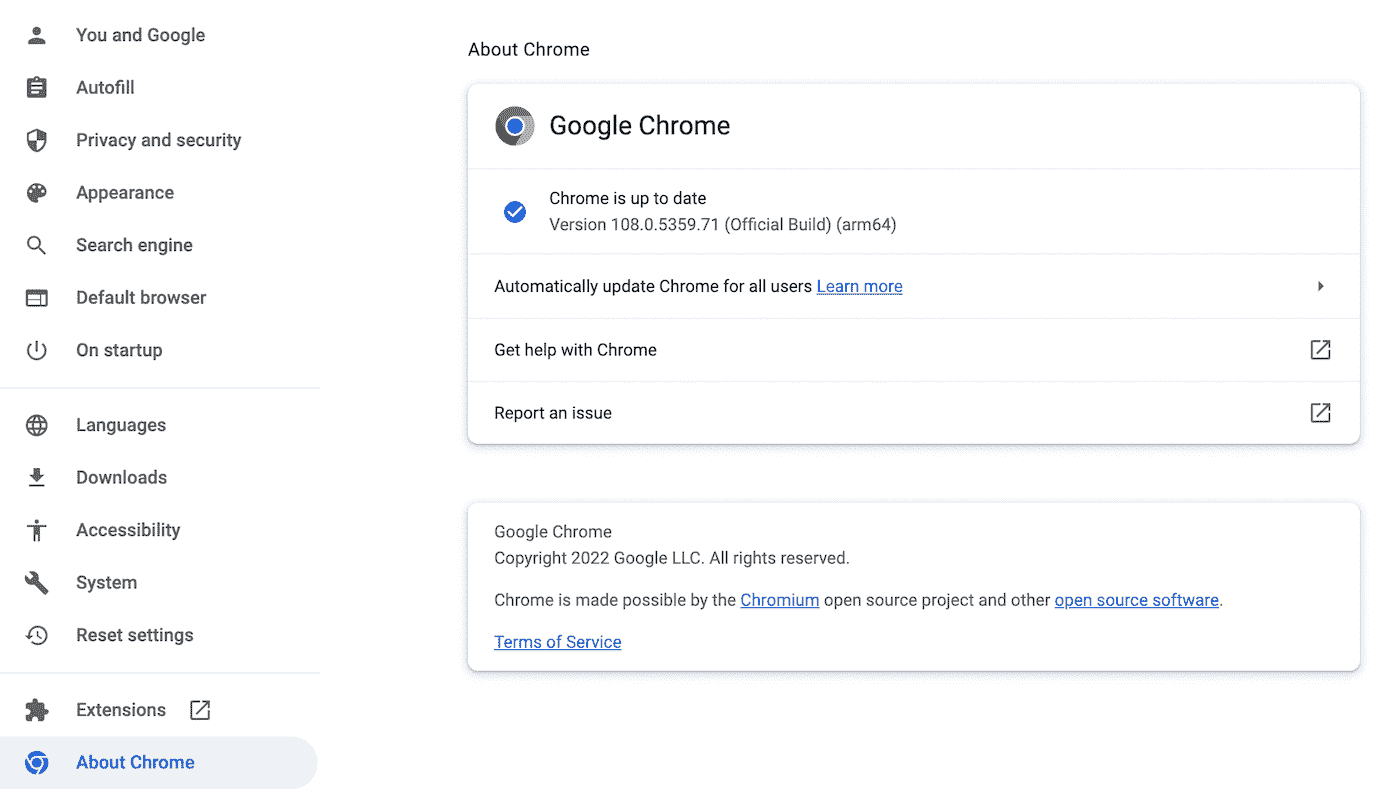 You and Google
Autofill
Privacy and security
Appearance
Search engine
Default browser
On startup
Languages
Downloads
Accessibility
System
Reset settings
Extensions
About Chrome
About Chrome
Google Chrome
Chrome is up to date
Version 108.0.5359.71 (Official Build) (arm64)
Automatically update Chrome for all users Learn more
Get help with Chrome
Report an issue
Google Chrome
Copyright 2022 Google LLC. All rights reserved.
Chrome is made possible by the Chromium open source project and other open source software.
Terms of Service